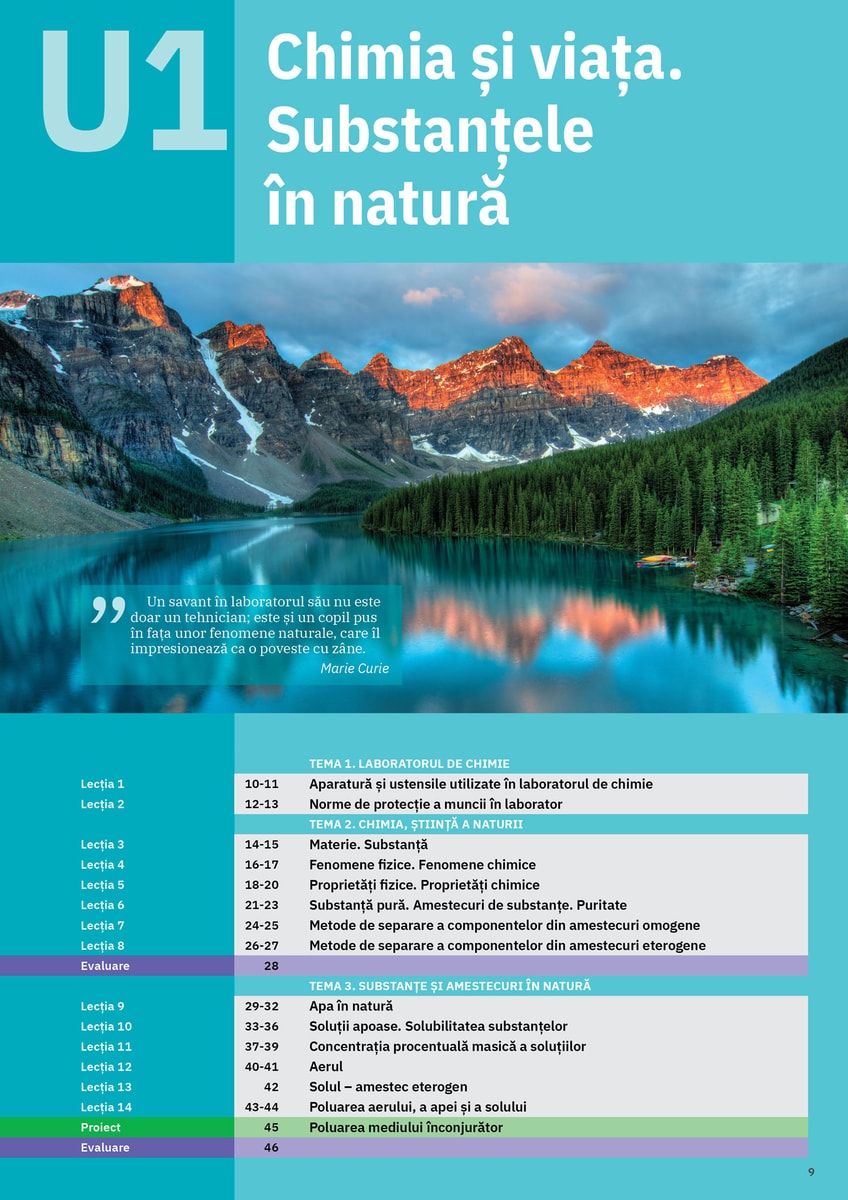 U1
Chimia și viața.
Substanțele
în natură
” Un savant în laboratorul său nu este
doar un tehnician; este și un copil pus
în fața unor fenomene naturale, care îl
impresionează ca o poveste cu zâne.
Marie Curie
TEMA 1. LABORATORUL DE CHIMIE
Lecția 1 10-11 Aparatură și ustensile utilizate în laboratorul de chimie
Lecția 2 12-13 Norme de protecție a muncii în laborator
TEMA 2. CHIMIA, ȘTIINȚĂ A NATURII
Lecția 3 14-15 Materie. Substanță
Lecția 4 16-17 Fenomene fizice. Fenomene chimice
Lecția 5 18-20 Proprietăți fizice. Proprietăți chimice
Lecția 6 21-23 Substanță pură. Amestecuri de substanțe. Puritate
Lecția 7 24-25 Metode de separare a componentelor din amestecuri omogene
Lecția 8 26-27 Metode de separare a componentelor din amestecuri eterogene
Evaluare 28
TEMA 3. SUBSTANȚE ȘI AMESTECURI ÎN NATURĂ
Lecția 9 29-32 Apa în natură
Lecția 10 33-36 Soluții apoase. Solubilitatea substanțelor
Lecția 11 37-39 Concentrația procentuală masică a soluțiilor
Lecția 12 40-41 Aerul
Lecția 13 42 Solul – amestec eterogen
Lecția 14 43-44 Poluarea aerului, a apei și a solului
Proiect 45 Poluarea mediului înconjurător
Evaluare 46
9